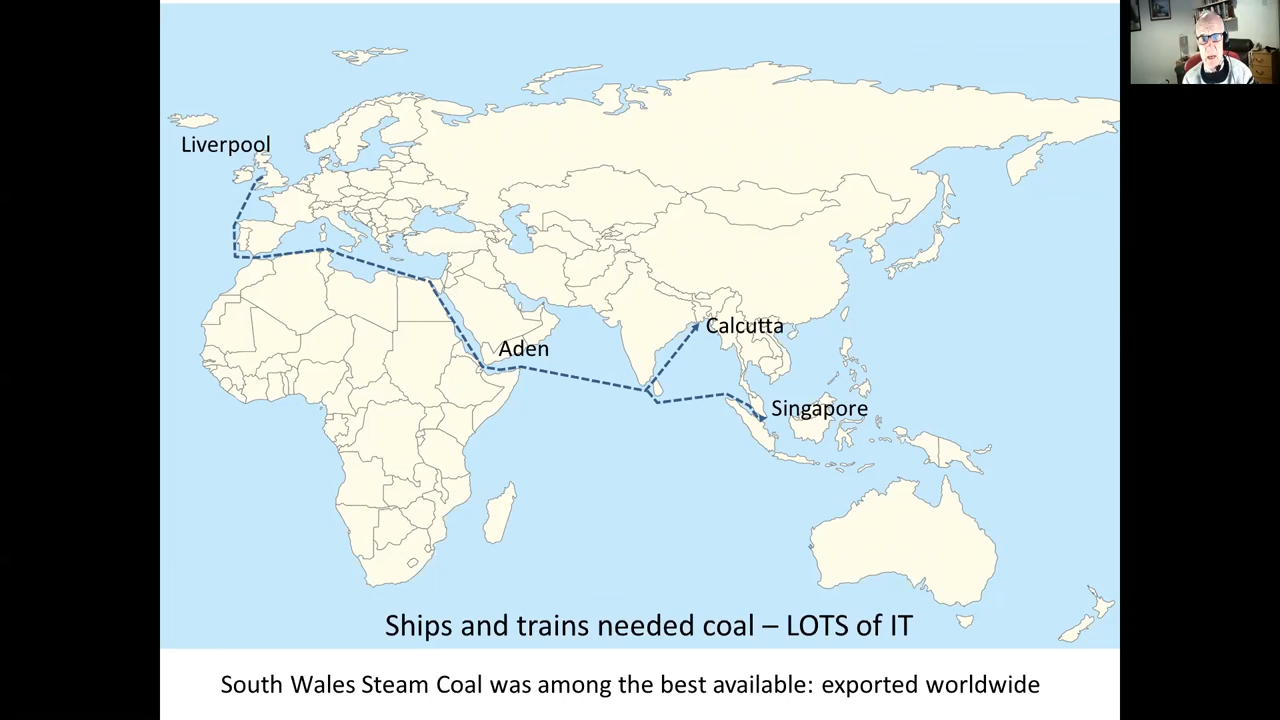 Liverpool
Calcutta
Aden
Singapore
Ships and trains needed coal – LOTS of IT
South Wales Steam Coal was among the best available: exported worldwide